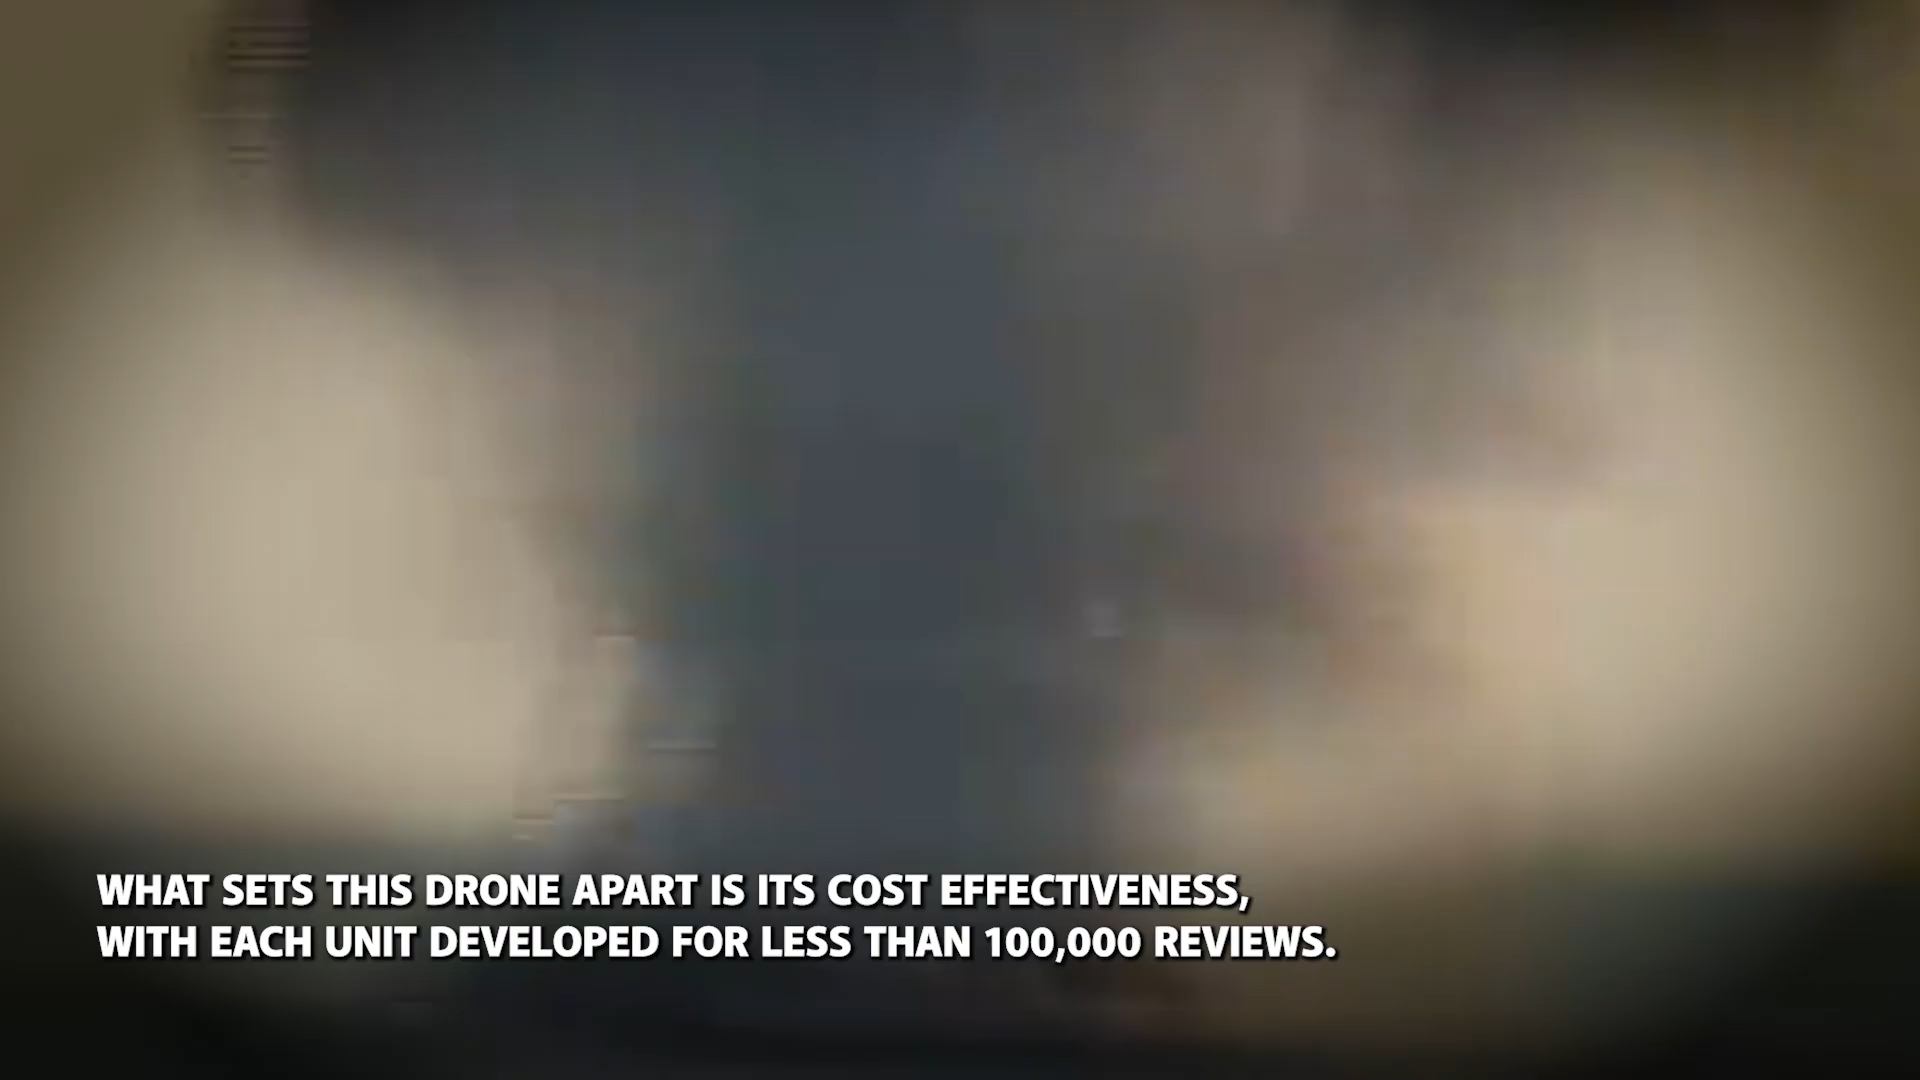 WHAT SETS THIS DRONE APART IS ITS COST EFFECTIVENESS,
WITH EACH UNIT DEVELOPED FOR LESS THAN 100,000 REVIEWS.